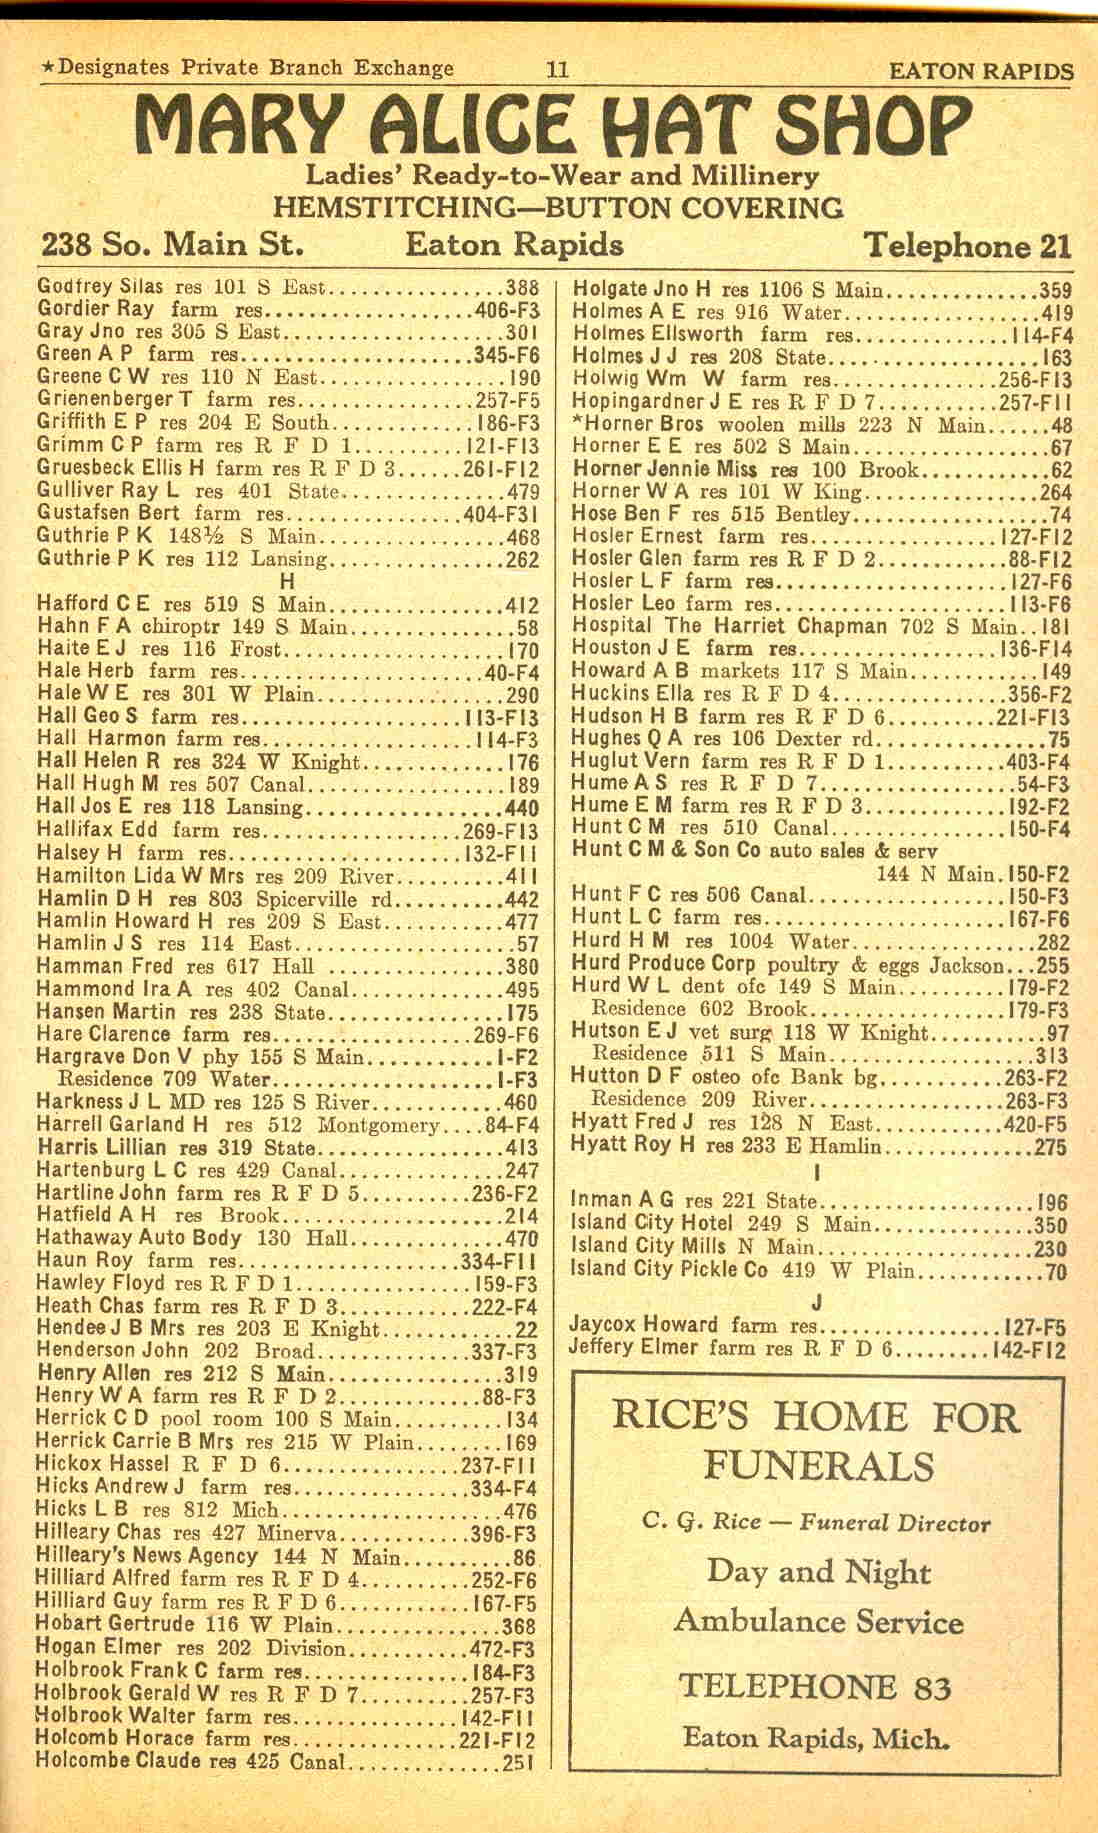 ★Designates Private Branch Exchange 11 EATON RAPIDS
MARY ALICE HAT SHOP
Ladies' Ready-to-Wear and Millinery
HEMSTITCHING—BUTTON COVERING
238 So. Main St. Eaton Rapids Telephone 21
Godfrey Silas res 101 S East................388
Gordier Ray farm res...................406-F3
Gray Jno res 305 S East....................301
Green A P farm res.....................345-F6
Greene C W res 110 N East.................190
Grienenberger T farm res................257-F5
Griffith E P res 204 E South.............186-F3
Grimm C P farm res R F D 1..........121-F13
Gruesbeck Ellis H farm res R F D 3......261-F12
Gulliver Ray L res 401 State...............479
Gustafsen Bert farm res................404-F31
Guthrie P K 148½ S Main.................468
Guthrie P K res 112 Lansing................262
H
Hafford C E res 519 S Main................412
Hahn F A chiroptr 149 S Main...............58
Haite E J res 116 Frost....................170
Hale Herb farm res......................40-F4
Hale W E res 301 W Plain.................290
Hall Geo S farm res....................113-F13
Hall Harmon farm res...................114-F3
Hall Helen R res 324 W Knight.............176
Hall Hugh M res 507 Canal..................189
Hall Jos E res 118 Lansing..................440
Hallifax Edd farm res..................269-F13
Halsey H farm res.....................132-F11
Hamilton Lida W Mrs res 209 River..........411
Hamlin D H res 803 Spicerville rd..........442
Hamlin Howard H res 209 S East...........477
Hamlin J S res 114 East....................57
Hamman Fred res 617 Hall ................380
Hammond Ira A res 402 Canal..............495
Hansen Martin res 238 State................175
Hare Clarence farm res..................269-F6
Hargrave Don V phy 155 S Main............1-F2
Residence 709 Water....................1-F3
Harkness J L MD res 125 S River............460
Harrell Garland H res 512 Montgomery....84-F4
Harris Lillian res 319 State.................413
Hartenburg L C res 429 Canal...............247
Hartline John farm res R F D 5..........236-F2
Hatfield A H res Brook....................214
Hathaway Auto Body 130 Hall..............470
Haun Roy farm res....................334-F11
Hawley Floyd res R F D 1................159-F3
Heath Chas farm res R F D 3............222-F4
Hendee J B Mrs res 203 E Knight............22
Henderson John 202 Broad..............337-F3
Henry Allen res 212 S Main................319
Henry W A farm res R F D 2.............88-F3
Herrick C D pool room 100 S Main..........134
Herrick Carrie B Mrs res 215 W Plain........169
Hickox Hassel R F D 6................237-F11
Hicks Andrew J farm res................334-F4
Hicks L B res 812 Mich....................476
Hilleary Chas res 427 Minerva............396-F3
Hilleary's News Agency 144 N Main..........86
Hilliard Alfred farm res R F D 4..........252-F6
Hilliard Guy farm res R F D 6............167-F5
Hobart Gertrude 116 W Plain...............368
Hogan Elmer res 202 Division...........472-F3
Holbrook Frank C farm res...............184-F3
Holbrook Gerald W res R F D 7..........257-F3
Holbrook Walter farm res...............142-F11
Holcomb Horace farm res...............221-F12
Holcombe Claude res 425 Canal..............251
Holgate Jno H res 1106 S Main..............359
Holmes A E res 916 Water..................419
Holmes Ellsworth farm res..............114-F4
Holmes J J res 208 State...................163
Holwig Wm W farm res...............256-F13
Hopingardner J E res R F D 7...........257-F11
*Horner Bros woolen mills 223 N Main......48
Horner E E res 502 S Main..................67
Horner Jennie Miss res 100 Brook............62
Horner W A res 101 W King................264
Hose Ben F res 515 Bentley..................74
Hosler Ernest farm res.................127-F12
Hosler Glen farm res R F D 2............88-F12
Hosler L F farm res.....................127-F6
Hosler Leo farm res.....................113-F6
Hospital The Harriet Chapman 702 S Main..181
Houston J E farm res..................136-F14
Howard A B markets 117 S Main............149
Huckins Ella res R F D 4................356-F2
Hudson H B farm res R F D 6..........221-F13
Hughes Q A res 106 Dexter rd................75
Huglut Vern farm res R F D 1...........403-F4
Hume A S res R F D 7..................54-F3
Hume E M farm res R F D 3.............192-F2
Hunt C M res 510 Canal................150-F4
Hunt C M & Son Co auto sales & serv
144 N Main.150-F2
Hunt F C res 506 Canal..................150-F3
Hunt L C farm res......................167-F6
Hurd H M res 1004 Water.................282
Hurd Produce Corp poultry & eggs Jackson...255
Hurd W L dent ofc 149 S Main..........179-F2
Residence 602 Brook..................179-F3
Hutson E J vet surg 118 W Knight...........97
Residence 511 S Main...................313
Hutton D F osteo ofc Bank bg...........263-F2
Residence 209 River..................263-F3
Hyatt Fred J res 128 N East............420-F5
Hyatt Roy H res 233 E Hamlin..............275
I
Inman A G res 221 State....................196
Island City Hotel 249 S Main...............350
Island City Mills N Main....................230
Island City Pickle Co 419 W Plain............70
J
Jaycox Howard farm res.................127-F5
Jeffery Elmer farm res R F D 6.........142-F12
RICE'S HOME FOR
FUNERALS
C. G. Rice — Funeral Director
Day and Night
Ambulance Service
TELEPHONE 83
Eaton Rapids, Mich.